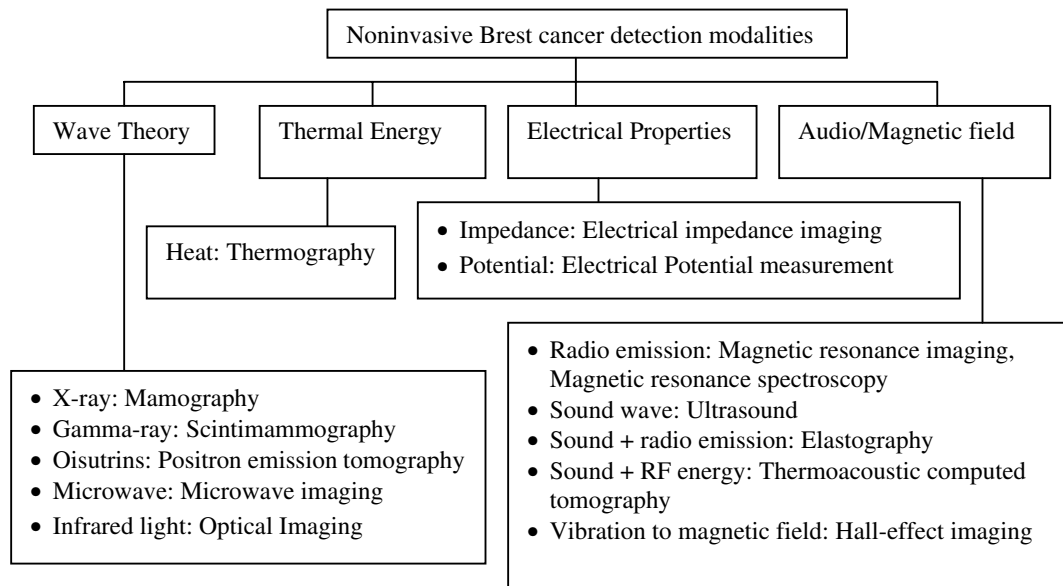 Noninvasive Brest cancer detection modalities
Wave Theory
Thermal Energy
Electrical Properties
Audio/Magnetic field
Heat: Thermography
• Impedance: Electrical impedance imaging
• Potential: Electrical Potential measurement
• X-ray: Mamography
• Gamma-ray: Scintimammography
• Oisutrins: Positron emission tomography
• Microwave: Microwave imaging
• Infrared light: Optical Imaging
• Radio emission: Magnetic resonance imaging,
Magnetic resonance spectroscopy
• Sound wave: Ultrasound
• Sound + radio emission: Elastography
• Sound + RF energy: Thermoacoustic computed
tomography
• Vibration to magnetic field: Hall-effect imaging